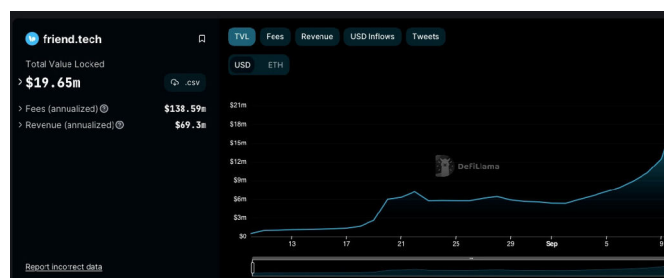 friend.tech
Total Value Locked
$19.65m
.csv
Fees (annualized)
$138.59m
Revenue (annualized)
$69.3m
Report incorrect data
TVL
Fees
Revenue
USD Inflows
Tweets
USD
ETH
$21m
$18m
$15m
$12m
$9m
$6m
$3m
$0
DeFiLlama
13
17
21
25
29
Sep
5
9